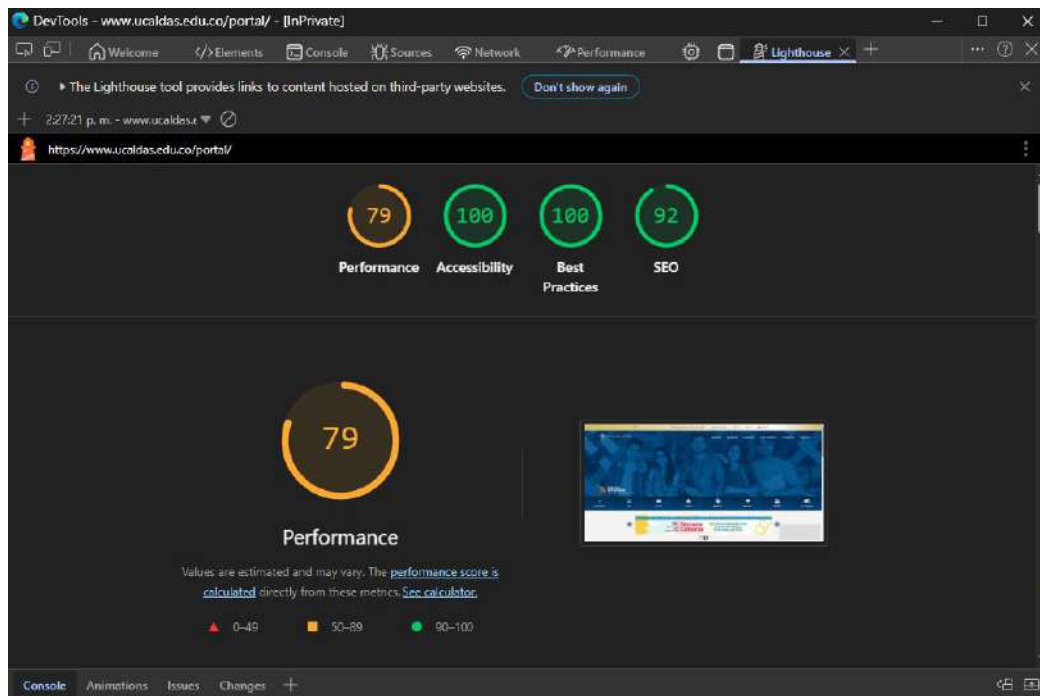 DevTools - www.ucaldas.edu.co/portal/ - [InPrivate]
Welcome </>Elements Console Sources Network Performance Lighthouse
The Lighthouse tool provides links to content hosted on third-party websites. Don't show again
2:27:21 p. m. - www.ucaldas.e
https://www.ucaldas.edu.co/portal/
79 100 100 92
Performance Accessibility Best Practices SEO
79
Performance
Values are estimated and may vary. The performance score is
calculated directly from these metrics. See calculator.
0–49 50–89 90–100
Console Animations Issues Changes